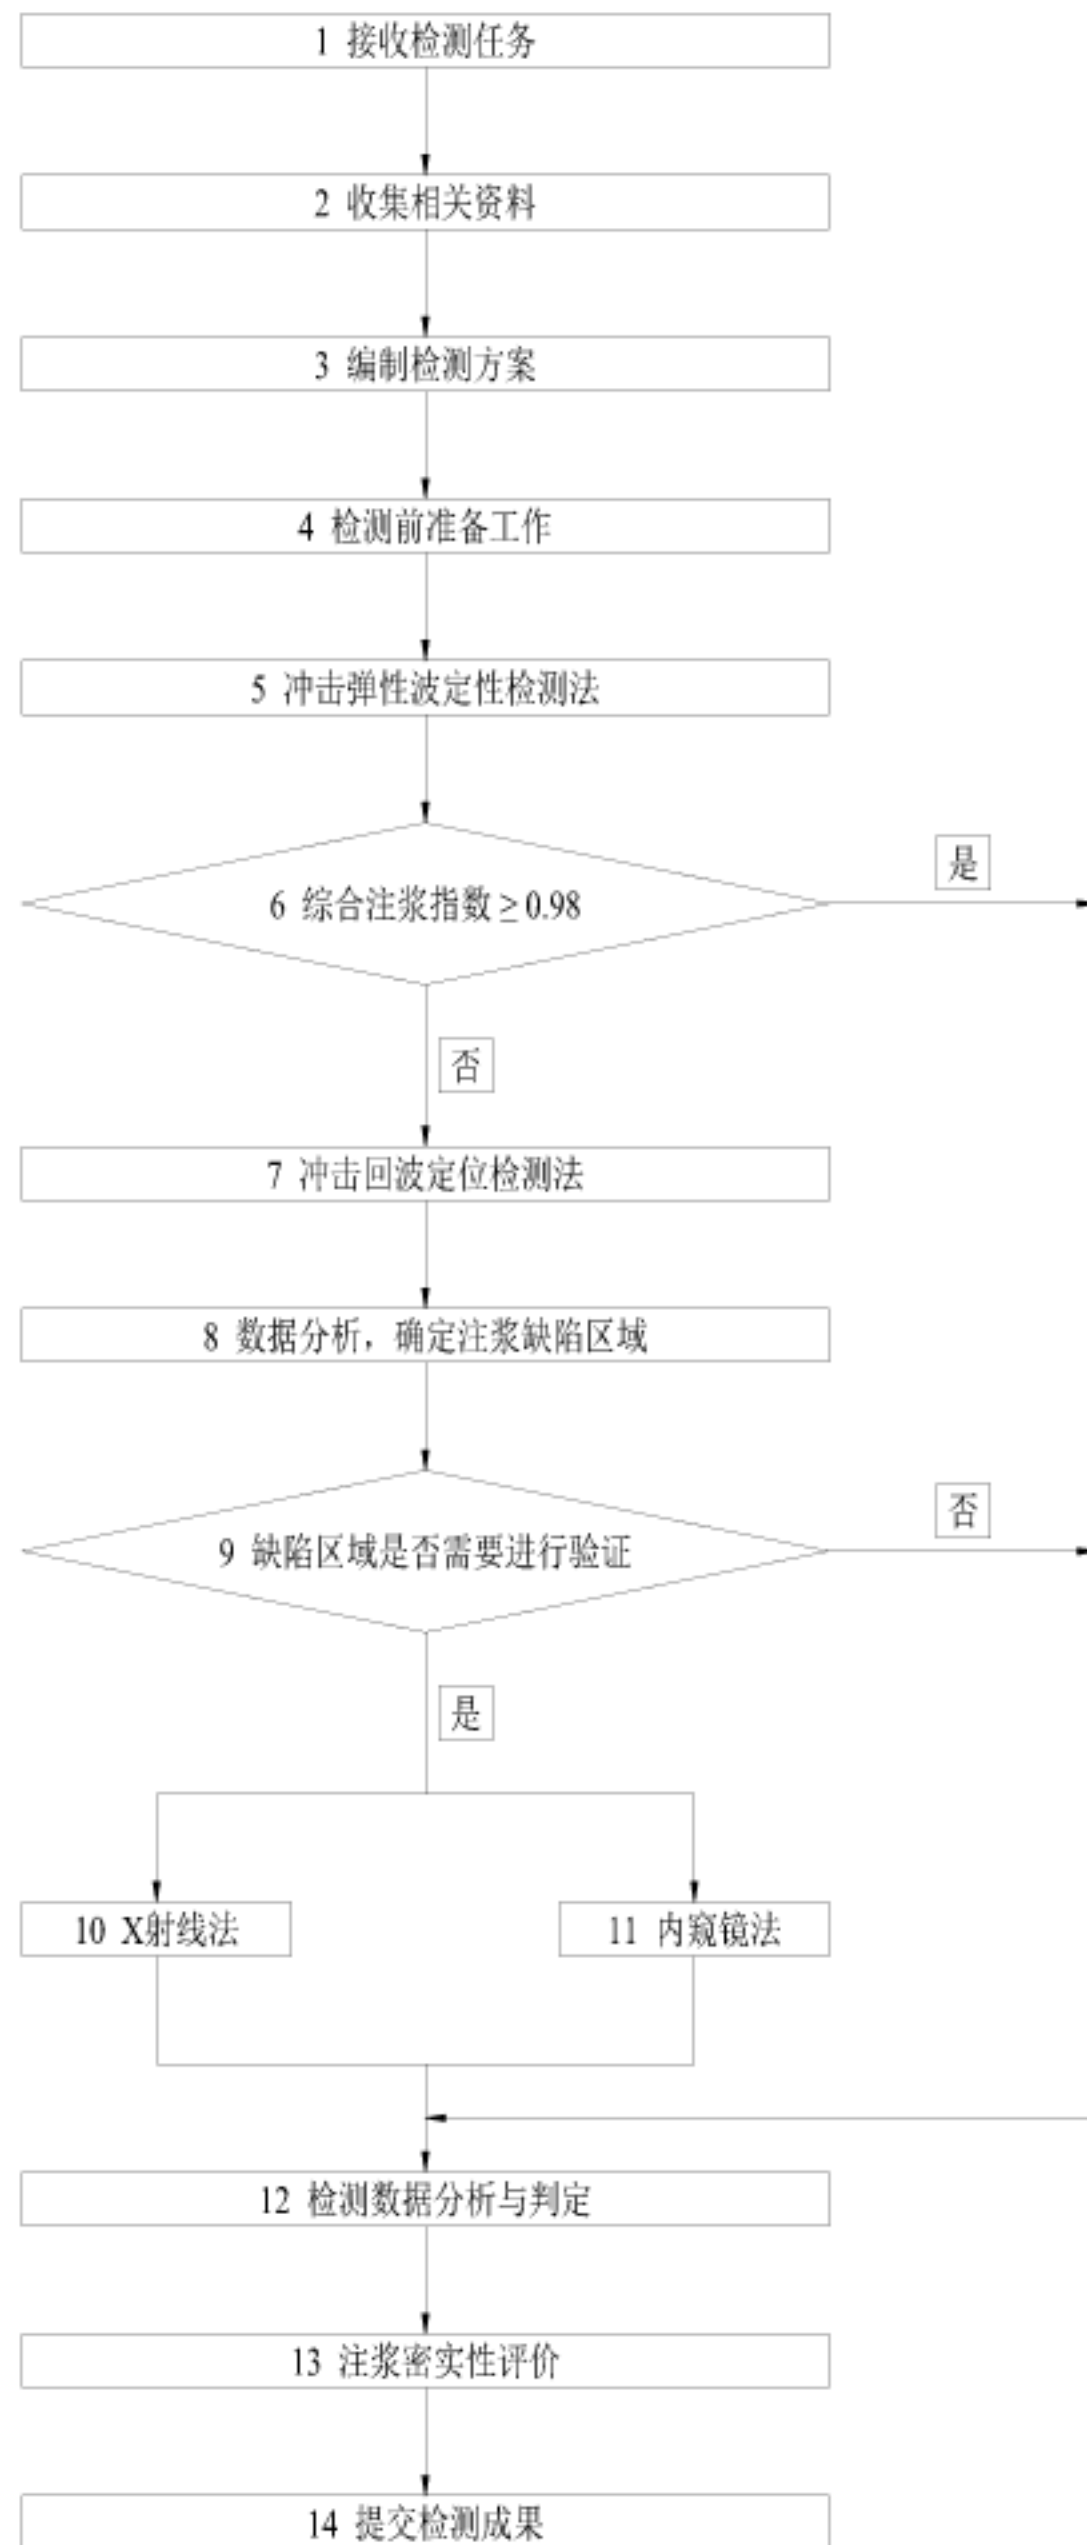 1 接收检测任务
2 收集相关资料
3 编制检测方案
4 检测前准备工作
5 冲击弹性波定性检测法
是
6 综合注浆指数 ≥ 0.98
否
7 冲击回波定位检测法
8 数据分析，确定注浆缺陷区域
否
9 缺陷区域是否需要进行验证
是
10 X射线法
11 内窥镜法
12 检测数据分析与判定
13 注浆密实性评价
14 提交检测成果